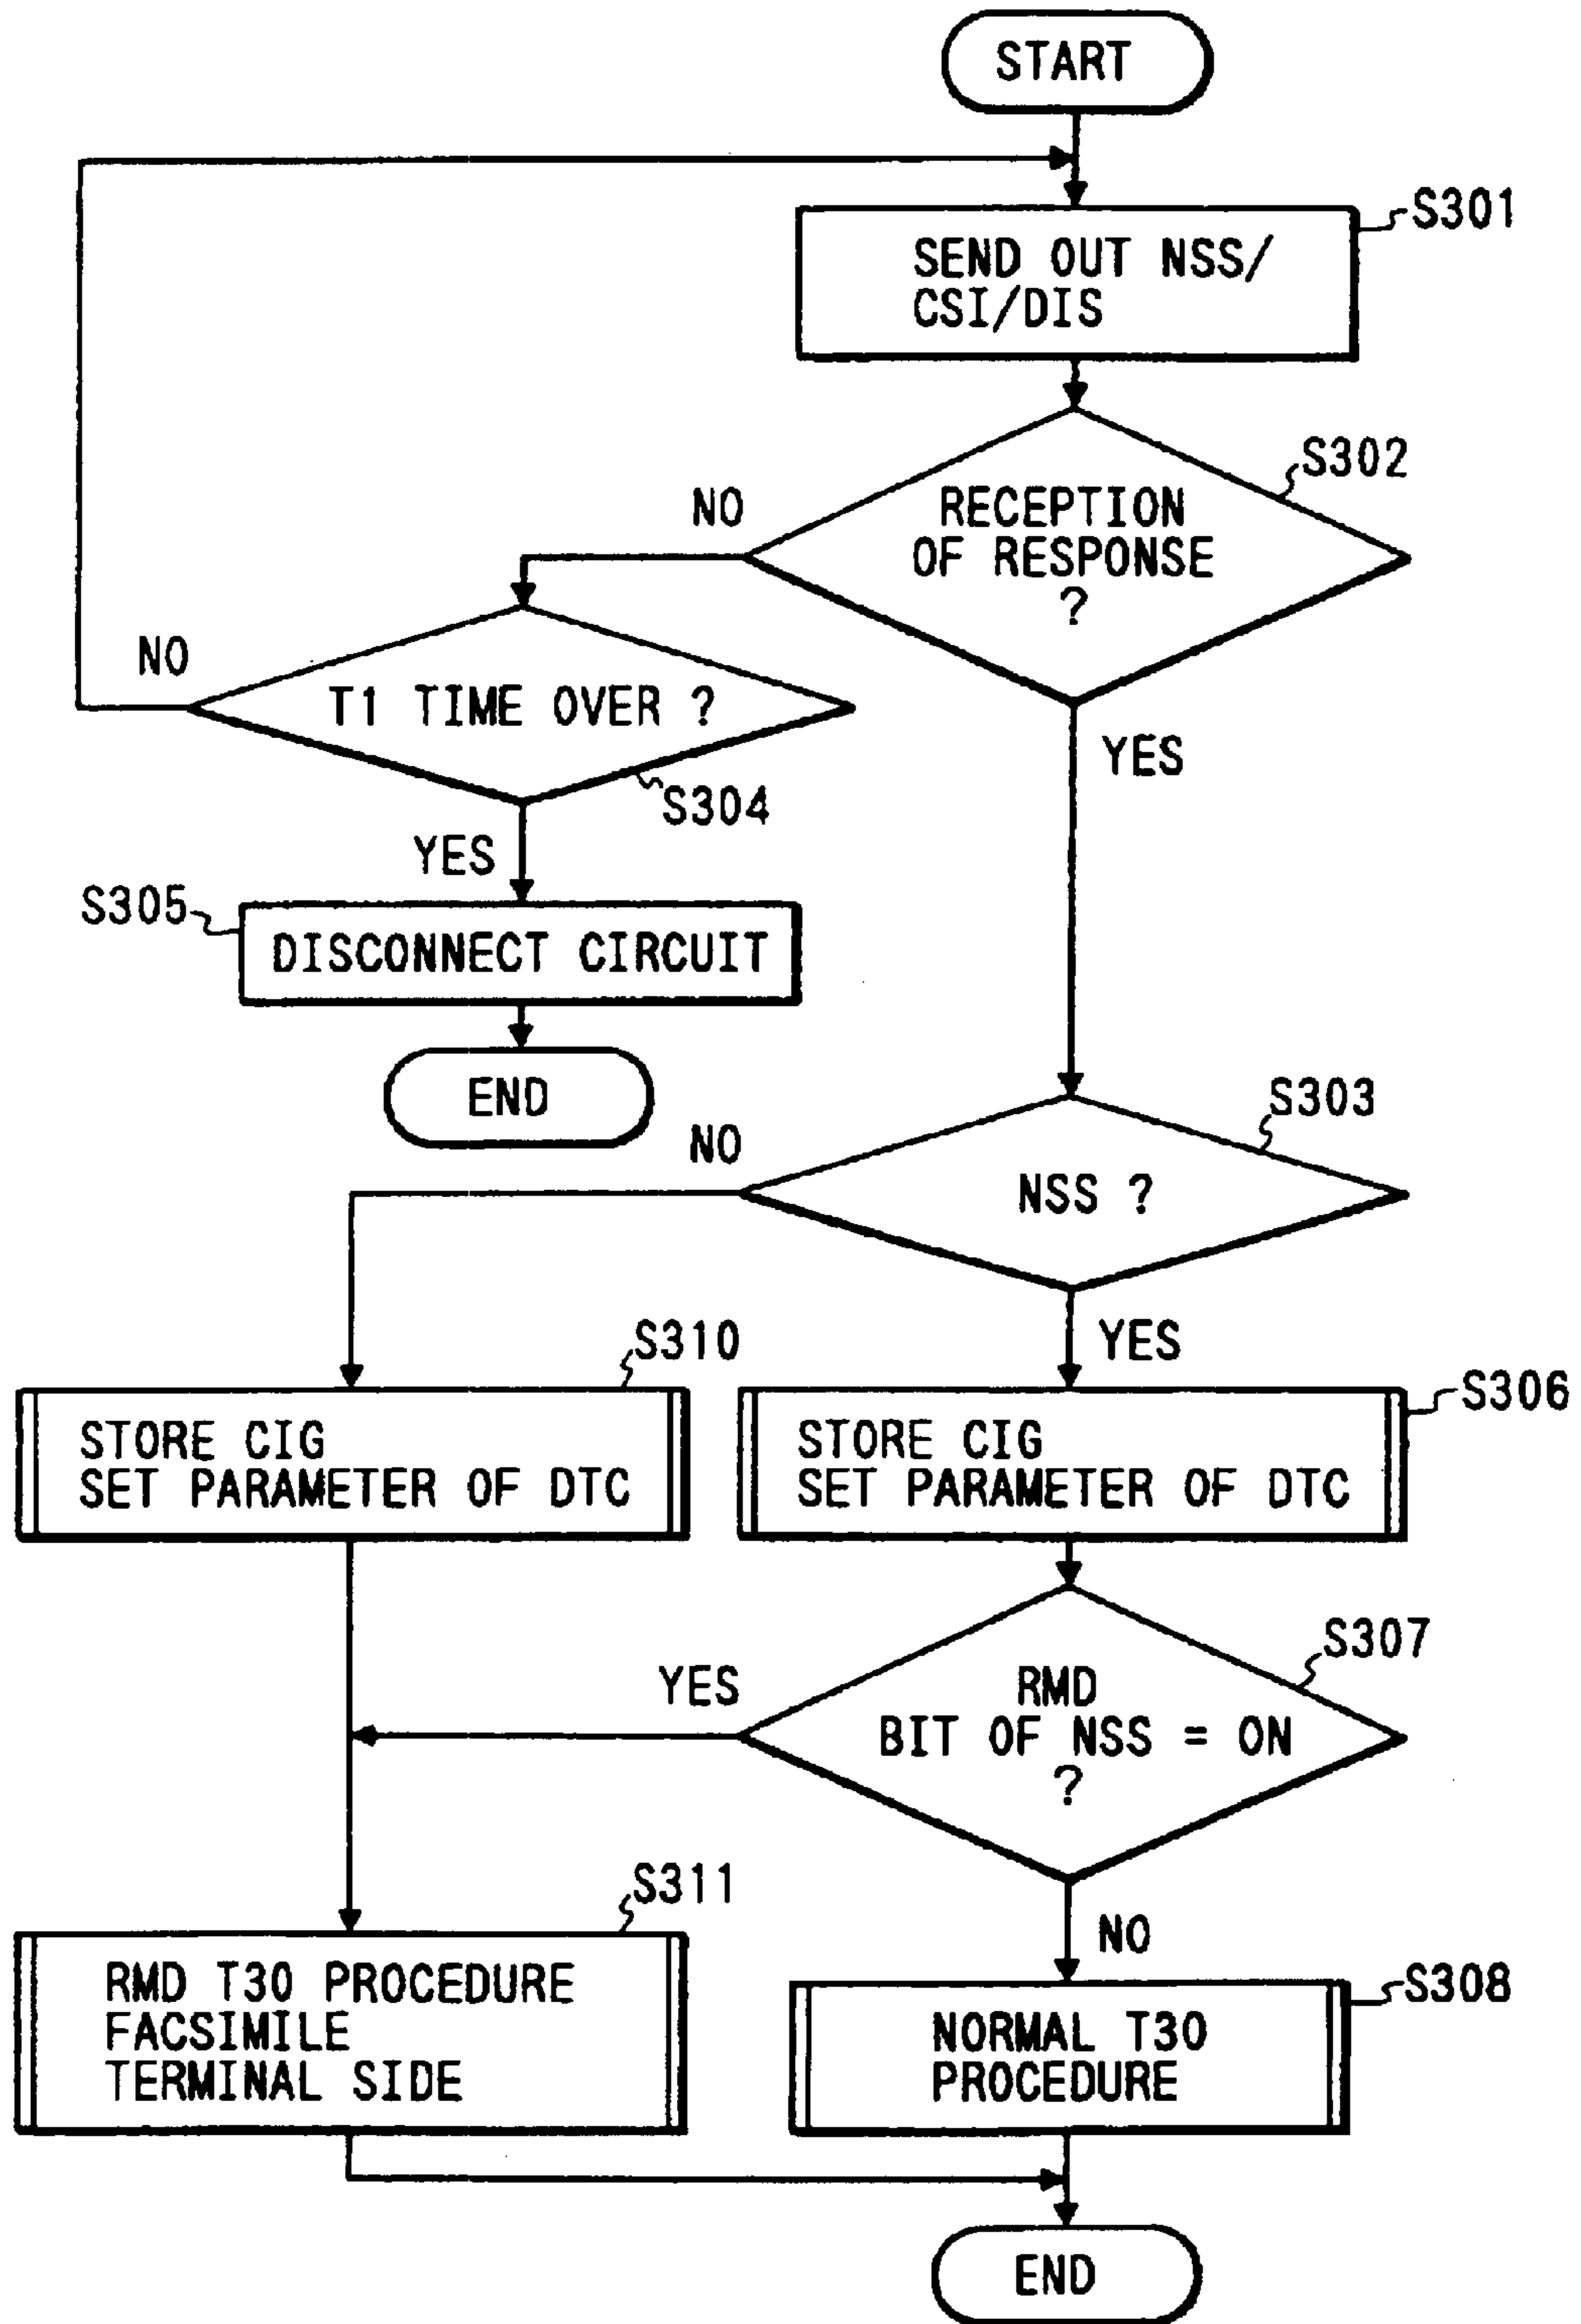 START
S301
SEND OUT NSS/
CSI/DIS
S302
NO
RECEPTION
OF RESPONSE
?
NO
T1 TIME OVER ?
YES
S304
YES
S305
DISCONNECT CIRCUIT
END
S303
NO
NSS ?
S310
YES
S306
STORE CIG
SET PARAMETER OF DTC
STORE CIG
SET PARAMETER OF DTC
S307
YES
RMD
BIT OF NSS = ON
?
S311
NO
S308
RMD T30 PROCEDURE
FACSIMILE
TERMINAL SIDE
NORMAL T30
PROCEDURE
END